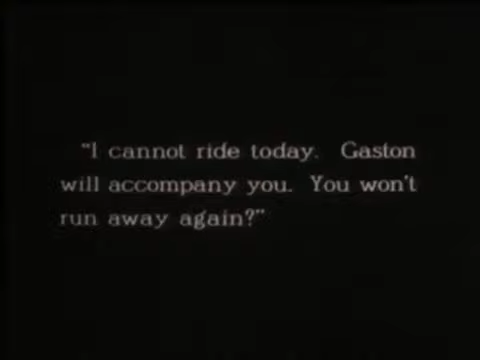 “I cannot ride today. Gaston
will accompany you. You won’t
run away again?”